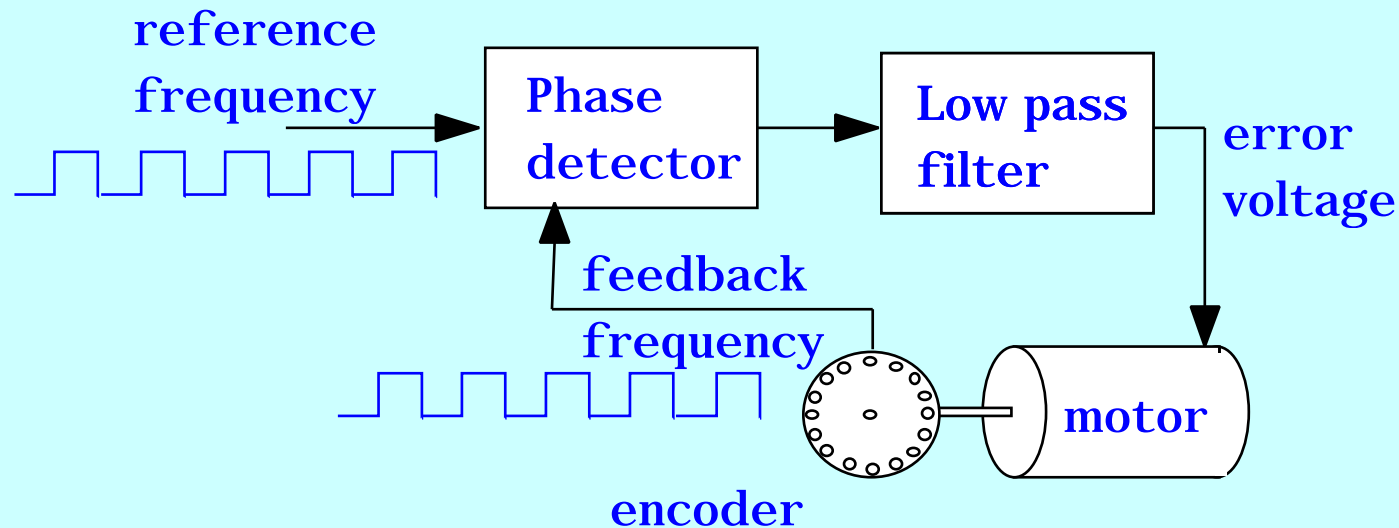 reference
frequency
Phase
detector
Low pass
filter
error
voltage
feedback
frequency
motor
encoder